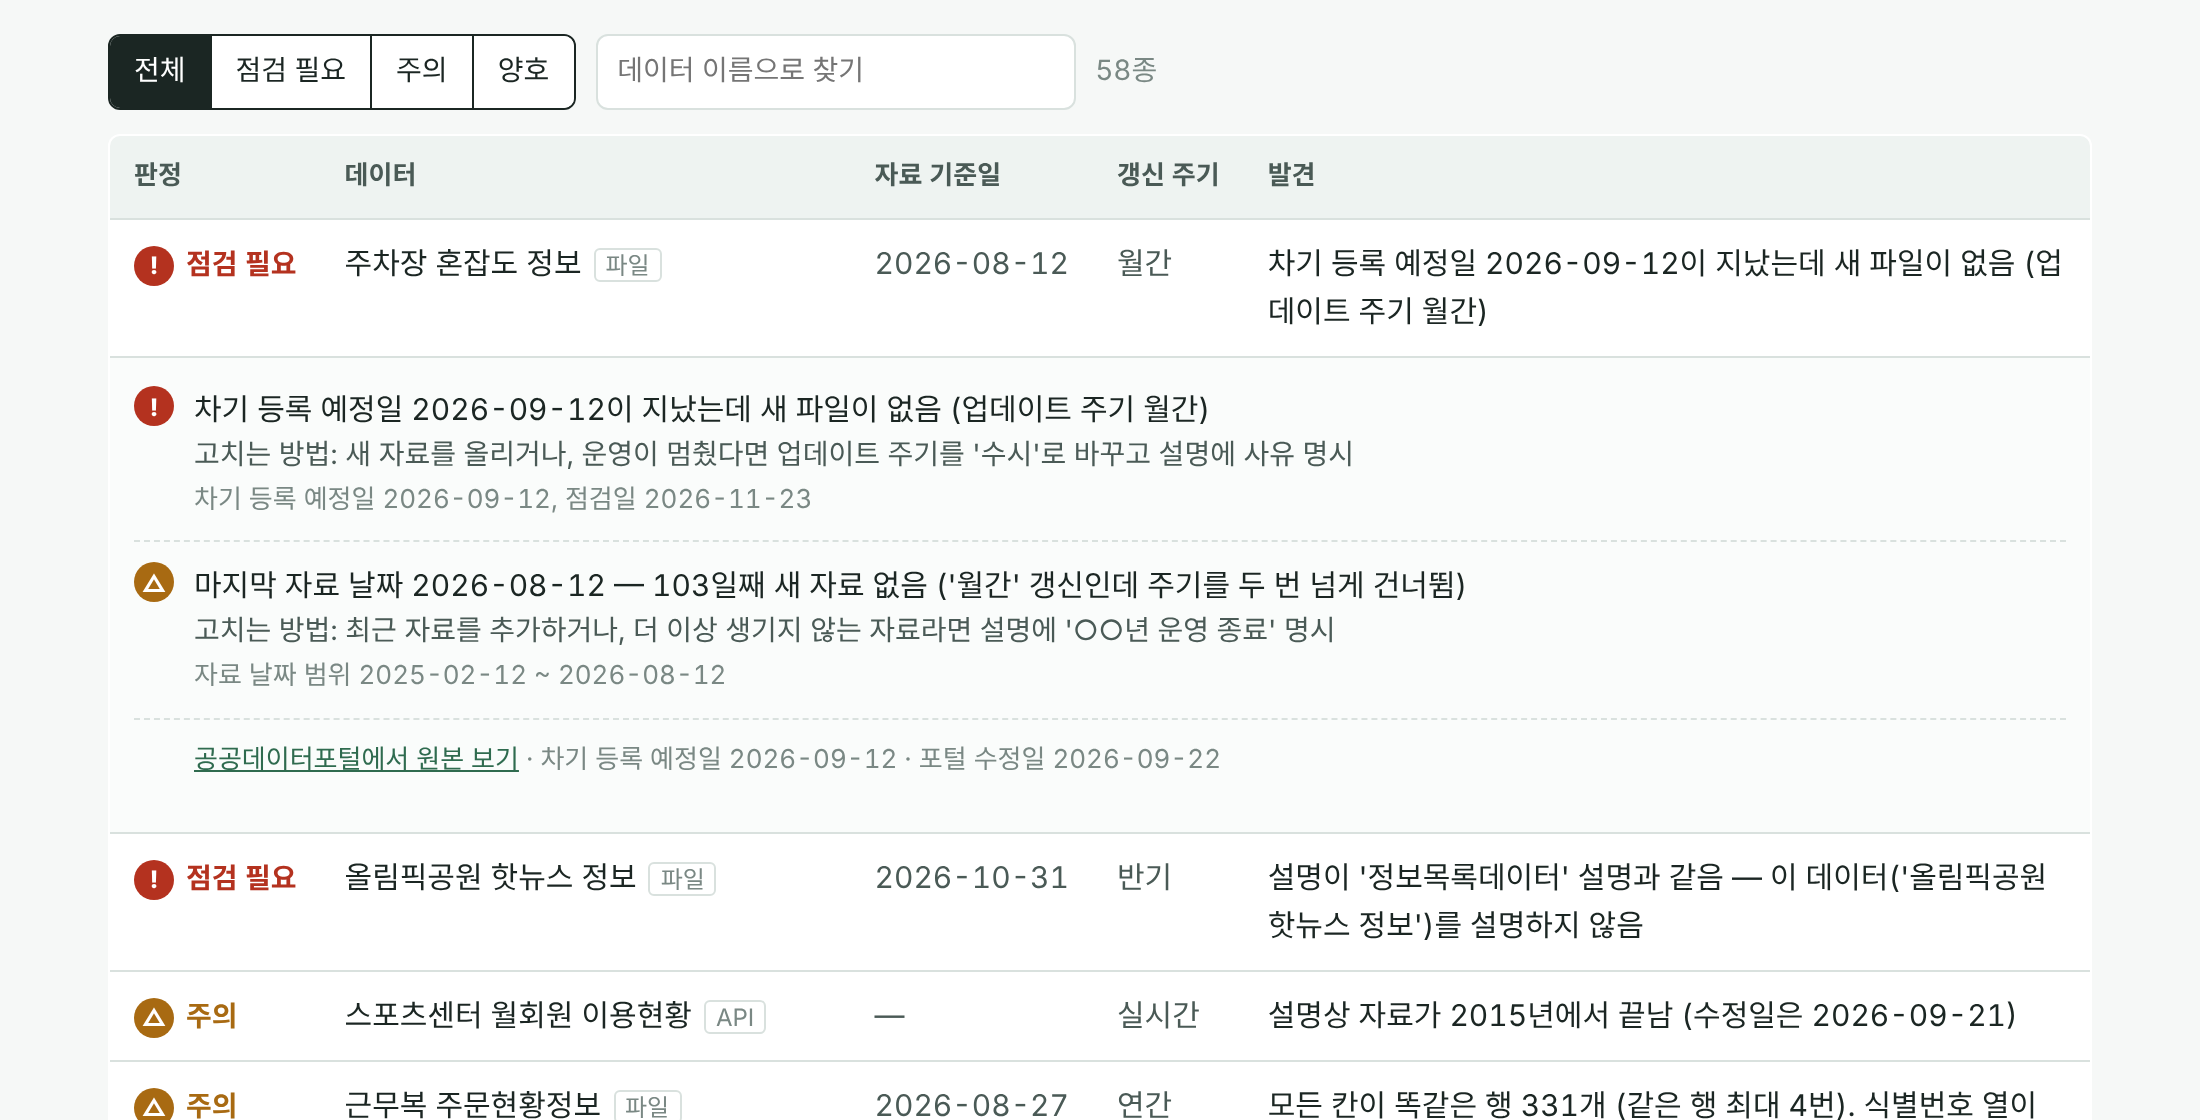 전체 점검 필요 주의 양호 데이터 이름으로 찾기 58종
판정 데이터 자료 기준일 갱신 주기 발견
! 점검 필요 주차장 혼잡도 정보 파일 2026-08-12 월간 차기 등록 예정일 2026-09-12이 지났는데 새 파일이 없음 (업
데이트 주기 월간)
! 차기 등록 예정일 2026-09-12이 지났는데 새 파일이 없음 (업데이트 주기 월간)
고치는 방법: 새 자료를 올리거나, 운영이 멈췄다면 업데이트 주기를 '수시'로 바꾸고 설명에 사유 명시
차기 등록 예정일 2026-09-12, 점검일 2026-11-23
마지막 자료 날짜 2026-08-12 — 103일째 새 자료 없음 ('월간' 갱신인데 주기를 두 번 넘게 건너뜀)
고치는 방법: 최근 자료를 추가하거나, 더 이상 생기지 않는 자료라면 설명에 '○○년 운영 종료' 명시
자료 날짜 범위 2025-02-12 ~ 2026-08-12
공공데이터포털에서 원본 보기 · 차기 등록 예정일 2026-09-12 · 포털 수정일 2026-09-22
! 점검 필요 올림픽공원 핫뉴스 정보 파일 2026-10-31 반기 설명이 '정보목록데이터' 설명과 같음 — 이 데이터('올림픽공원
핫뉴스 정보')를 설명하지 않음
주의 스포츠센터 월회원 이용현황 API — 실시간 설명상 자료가 2015년에서 끝남 (수정일은 2026-09-21)
주의 근무복 주문현황정보 파일 2026-08-27 연간 모든 칸이 똑같은 행 331개 (같은 행 최대 4번). 식별번호 열이